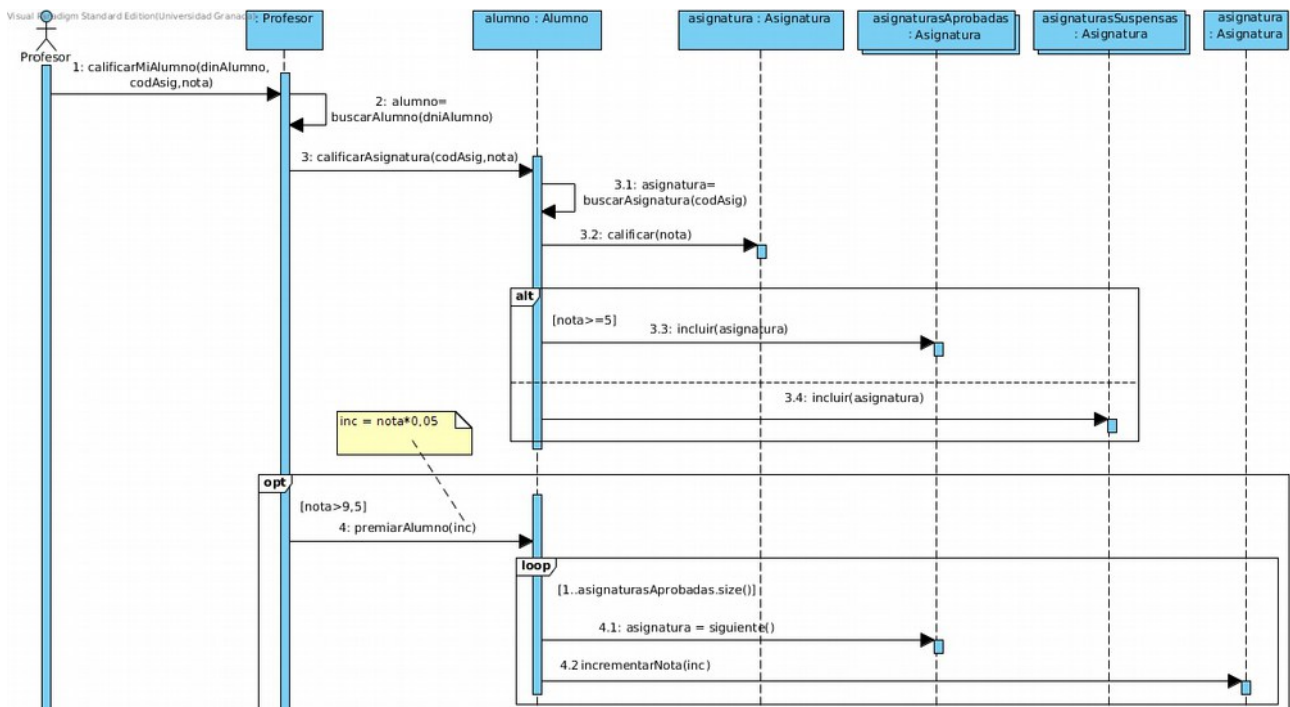 Visual Paradigm Standard Edition(Universidad Granada)
: Profesor
alumno : Alumno
asignatura : Asignatura
asignaturasAprobadas
: Asignatura
asignaturasSuspensas
: Asignatura
asignatura
: Asignatura
Profesor
1: calificarMiAlumno(dinAlumno,
codAsig,nota)
2: alumno=
buscarAlumno(dniAlumno)
3: calificarAsignatura(codAsig,nota)
3.1: asignatura=
buscarAsignatura(codAsig)
3.2: calificar(nota)
alt
[nota>=5]
3.3: incluir(asignatura)
3.4: incluir(asignatura)
inc = nota*0,05
opt
[nota>9,5]
4: premiarAlumno(inc)
loop
[1..asignaturasAprobadas.size()]
4.1: asignatura = siguiente()
4.2 incrementarNota(inc)